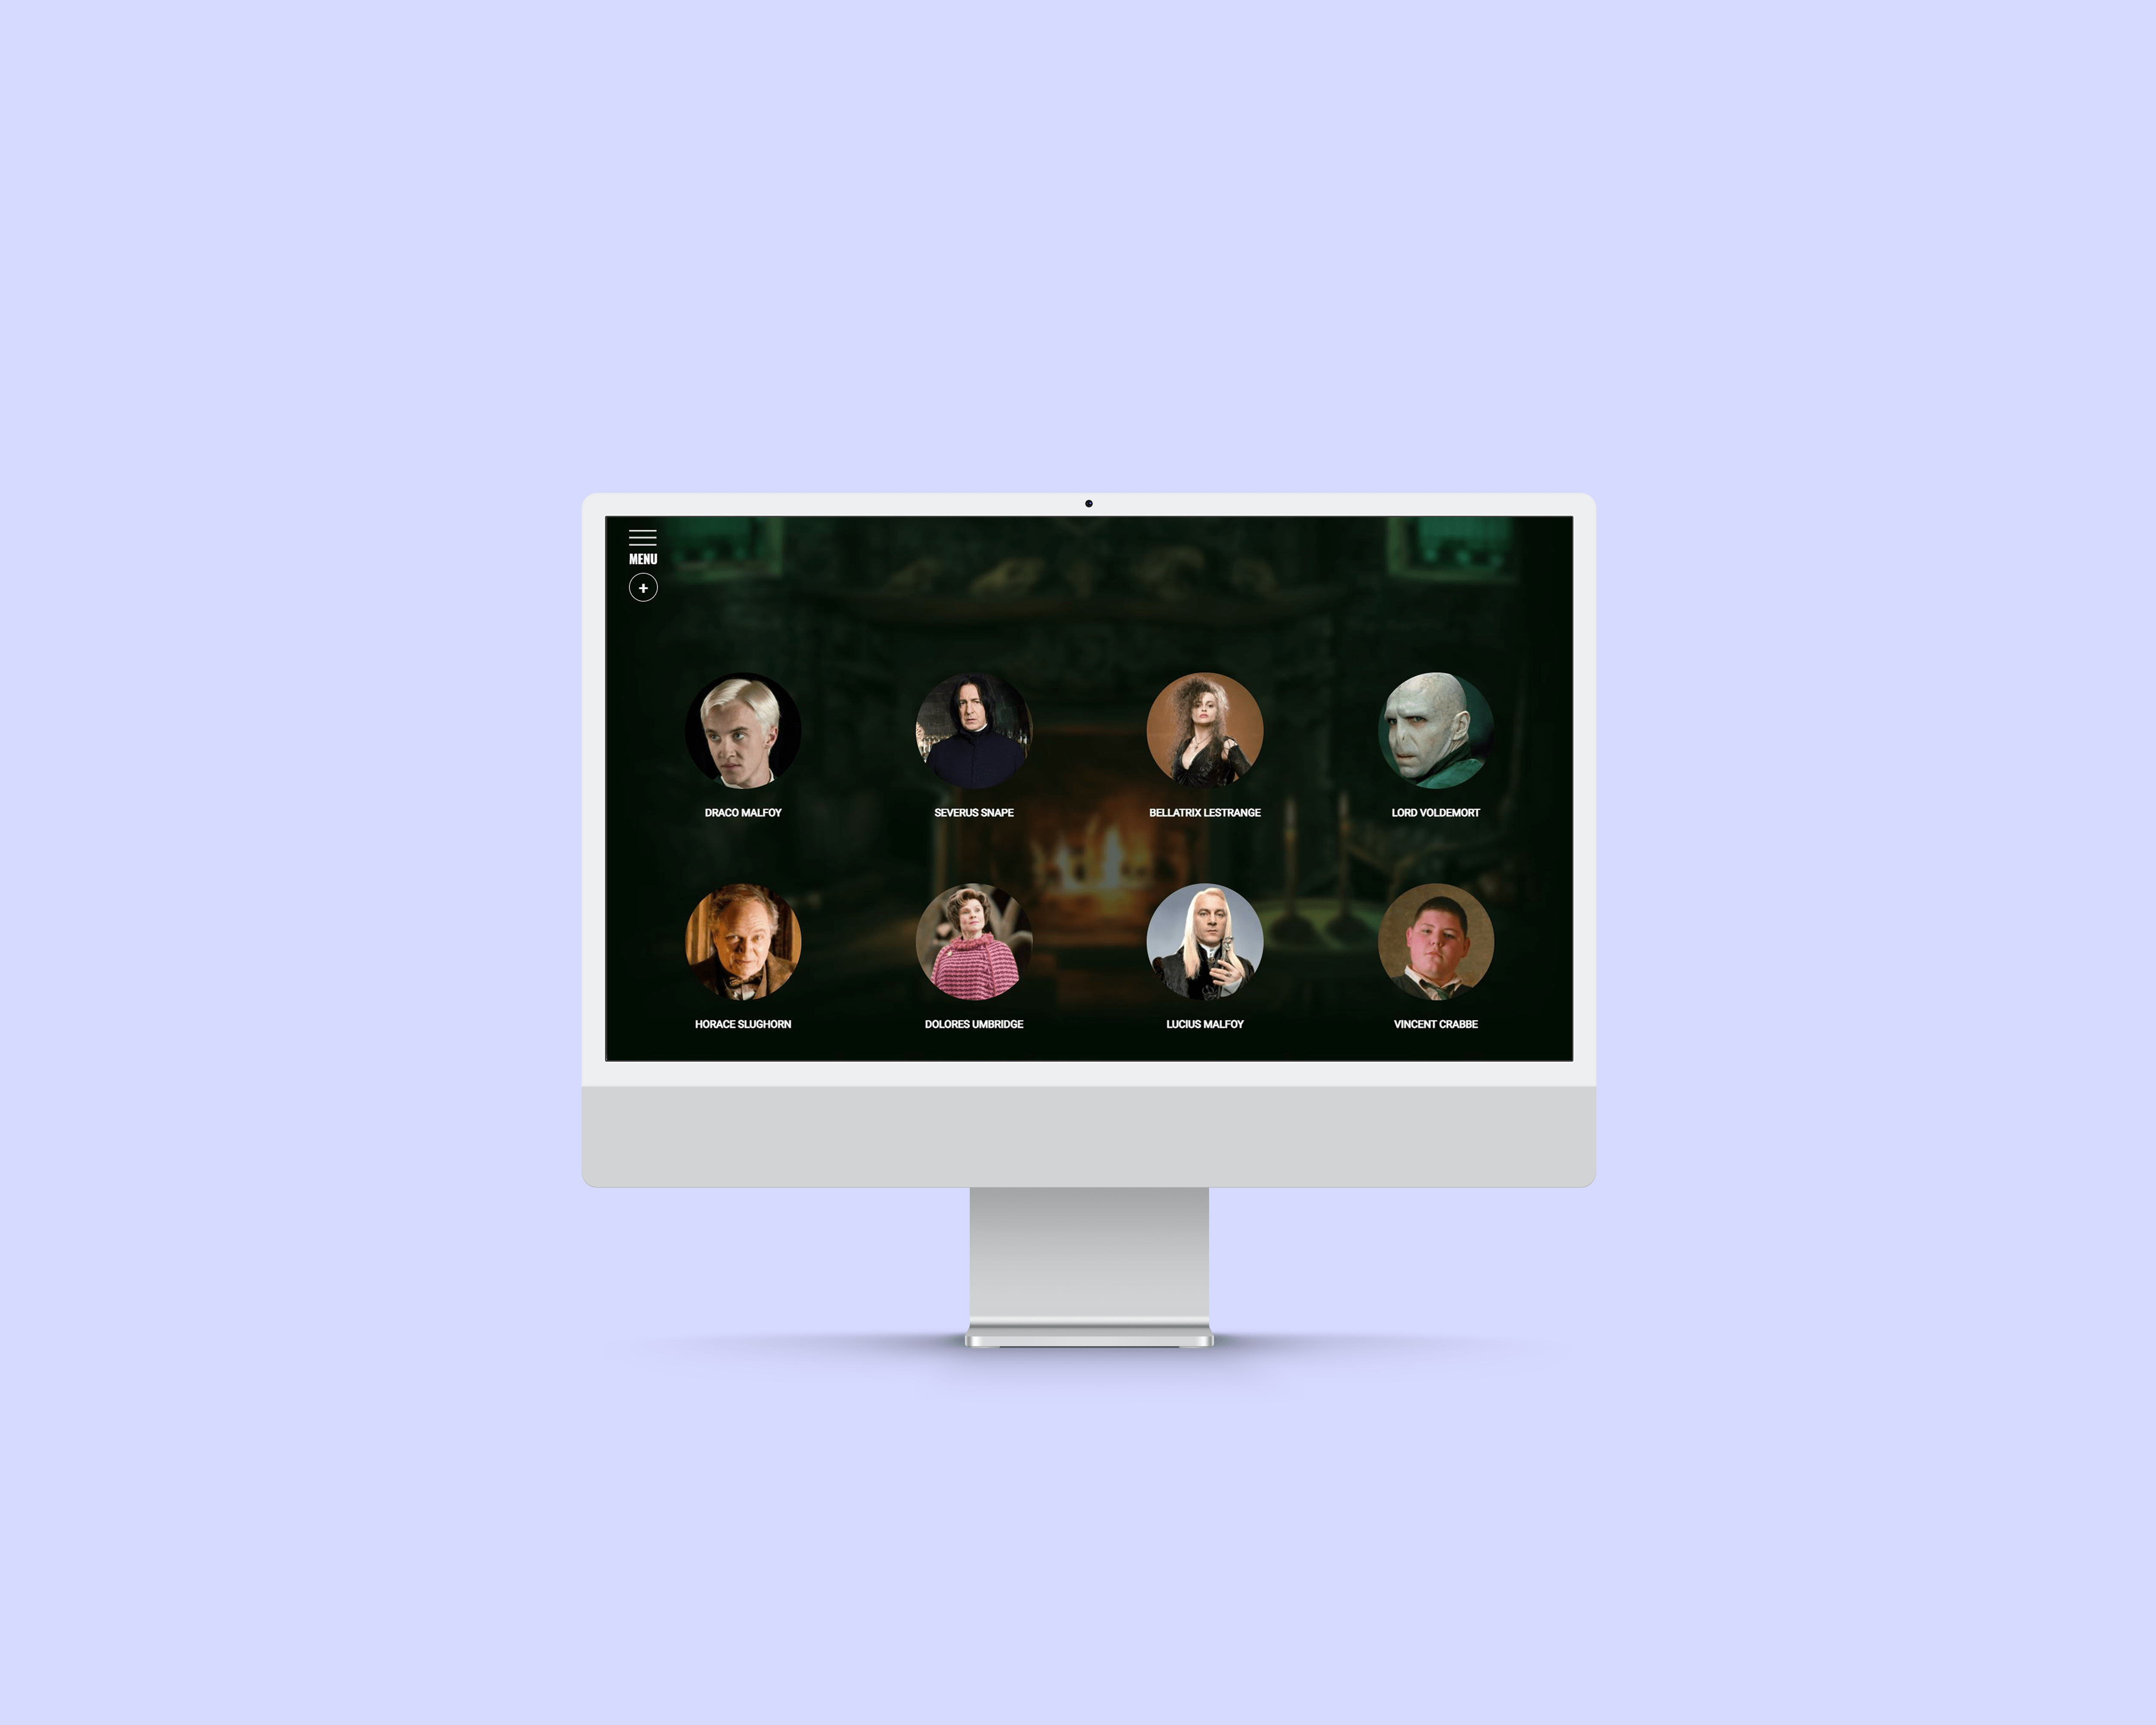 MENU
+
DRACO MALFOY
SEVERUS SNAPE
BELLATRIX LESTRANGE
LORD VOLDEMORT
HORACE SLUGHORN
DOLORES UMBRIDGE
LUCIUS MALFOY
VINCENT CRABBE